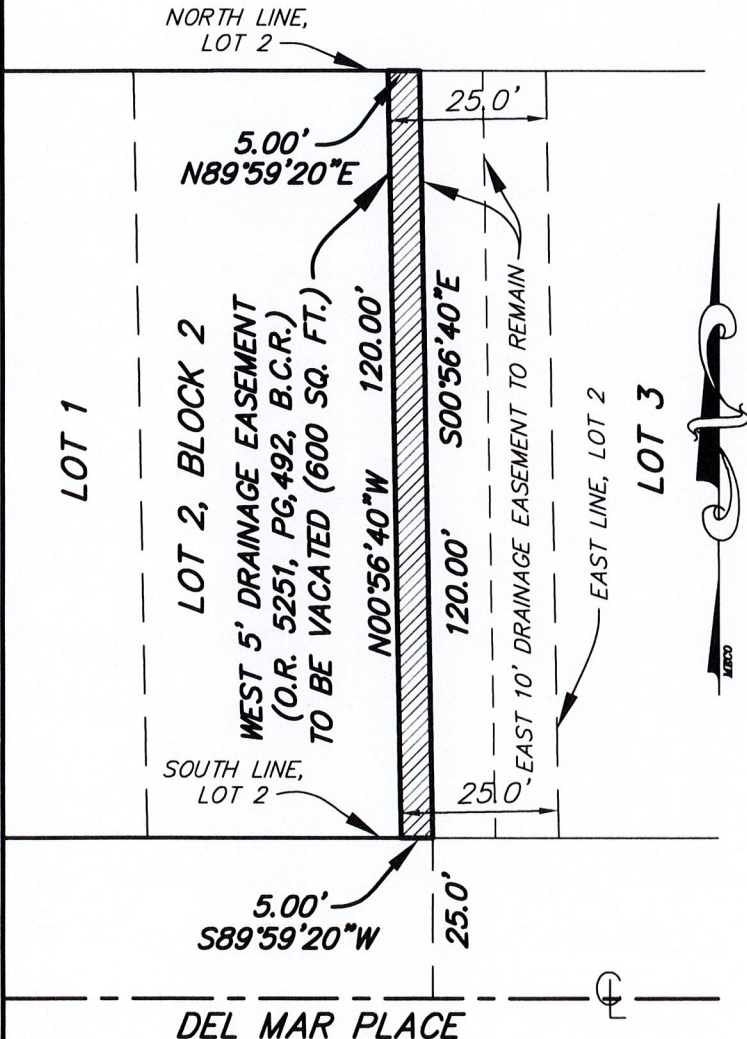 NORTH LINE,
LOT 2
25.0'
5.00'
N89°59'20"E
LOT 1
LOT 2, BLOCK 2
WEST 5' DRAINAGE EASEMENT
(O.R. 5251, PG,492, B.C.R.)
TO BE VACATED (600 SQ. FT.)
N00°56'40"W 120.00'
120.00' S00°56'40"E
EAST 10' DRAINAGE EASEMENT TO REMAIN
EAST LINE, LOT 2
LOT 3
MECO
SOUTH LINE,
LOT 2
25.0'
5.00'
S89°59'20"W
25.0'
CL
DEL MAR PLACE